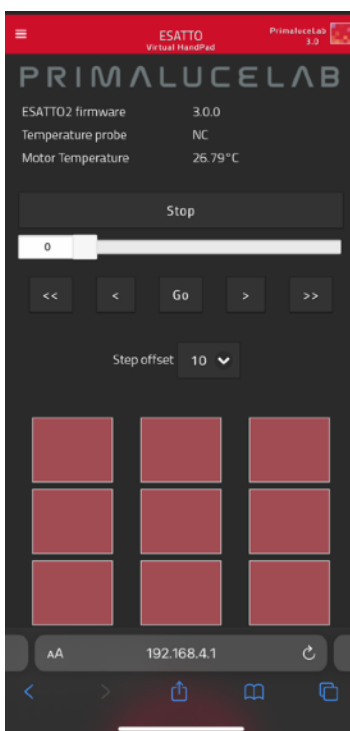 ESATTO
Virtual HandPad
PrimaluceLab
3.0
PRIMALUCELAB
ESATTO2 firmware 3.0.0
Temperature probe NC
Motor Temperature 26.79°C
Stop
0
<< < Go > >>
Step offset 10
AA 192.168.4.1